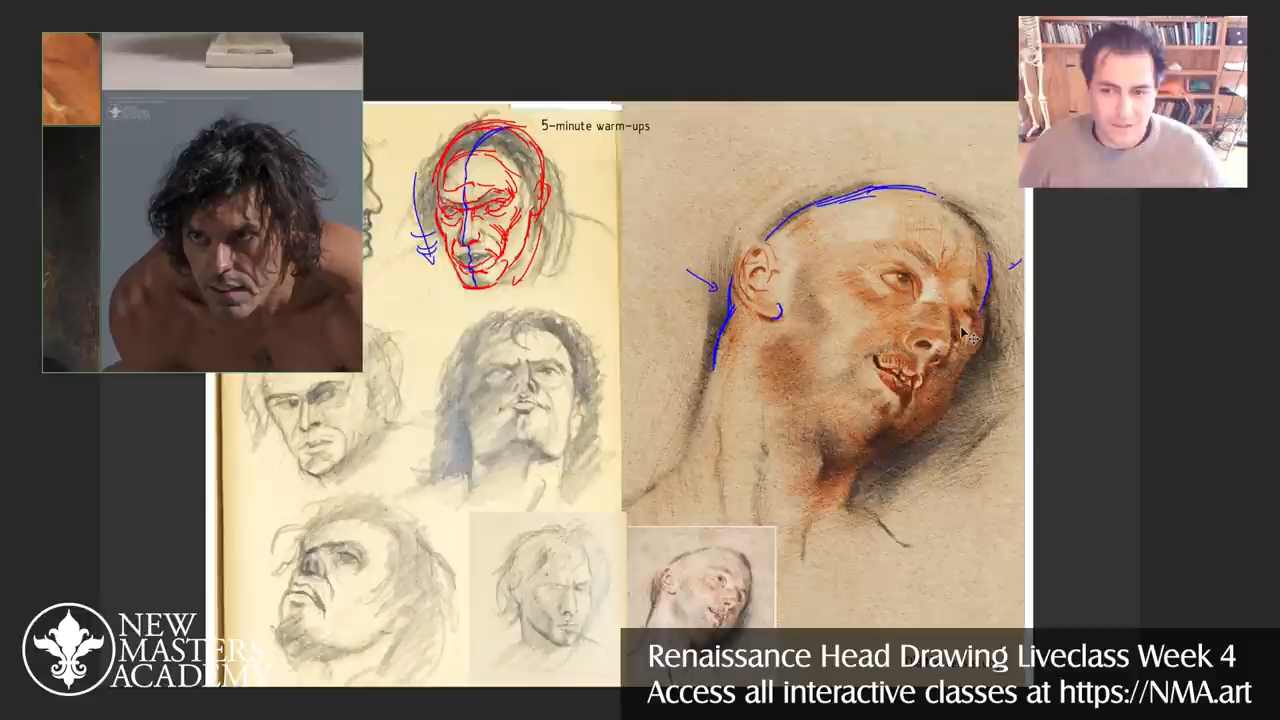 5-minute warm-ups
NEW
MASTERS
ACADEMY
Renaissance Head Drawing Liveclass Week 4
Access all interactive classes at https://NMA.art